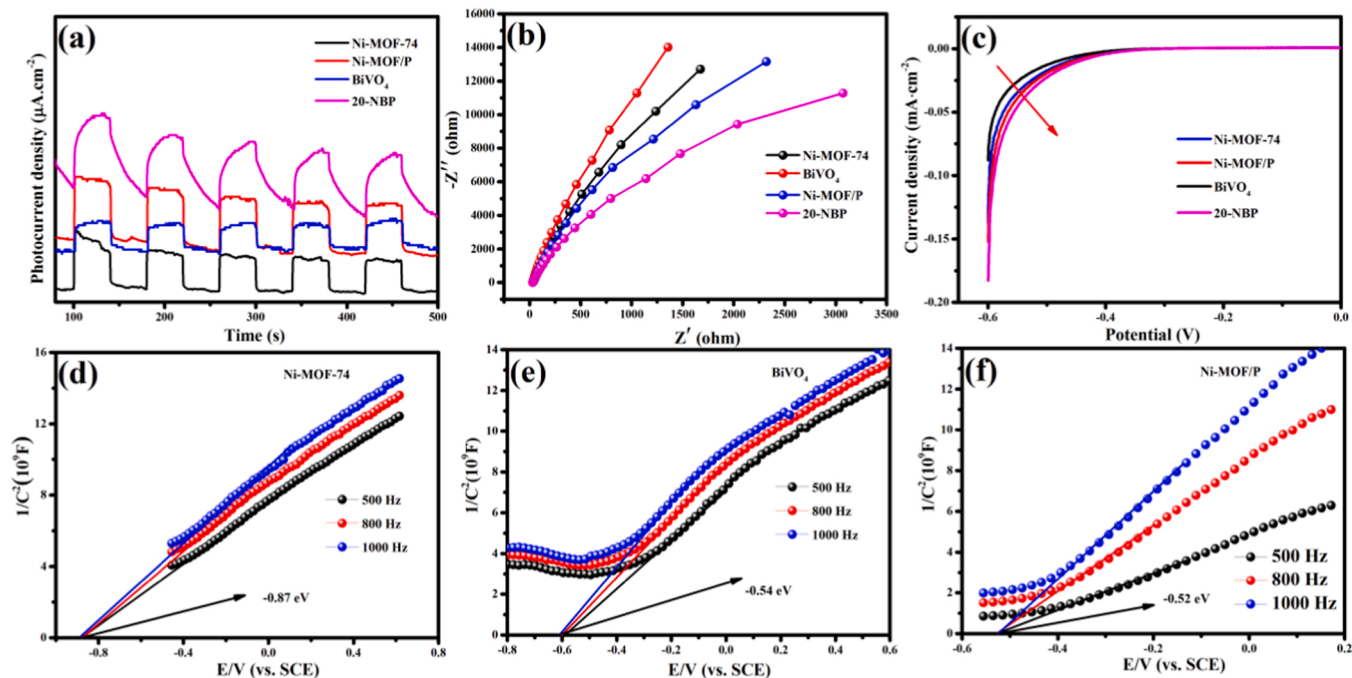 (a)
Ni-MOF-74
Ni-MOF/P
BiVO₄
20-NBP
Photocurrent density (μA.cm⁻²)
100 200 300 400 500
Time (s)
(b)
16000
14000
12000
10000
8000
6000
4000
2000
0
-Z′′ (ohm)
Ni-MOF-74
BiVO₄
Ni-MOF/P
20-NBP
0 500 1000 1500 2000 2500 3000 3500
Z′ (ohm)
(c)
0.00
-0.05
-0.10
-0.15
-0.20
Current density (mA·cm⁻²)
Ni-MOF-74
Ni-MOF/P
BiVO₄
20-NBP
-0.6 -0.4 -0.2 0.0
Potential (V)
(d)
Ni-MOF-74
16
12
8
4
0
1/C²(10⁹F)
500 Hz
800 Hz
1000 Hz
-0.87 eV
-0.8 -0.4 0.0 0.4 0.8
E/V (vs. SCE)
(e)
BiVO₄
14
12
10
8
6
4
2
0
1/C²(10⁹F)
500 Hz
800 Hz
1000 Hz
-0.54 eV
-0.8 -0.6 -0.4 -0.2 0.0 0.2 0.4 0.6
E/V (vs. SCE)
(f)
Ni-MOF/P
14
12
10
8
6
4
2
0
1/C²(10⁹F)
500 Hz
800 Hz
1000 Hz
-0.52 eV
-0.6 -0.4 -0.2 0.0 0.2
E/V (vs. SCE)